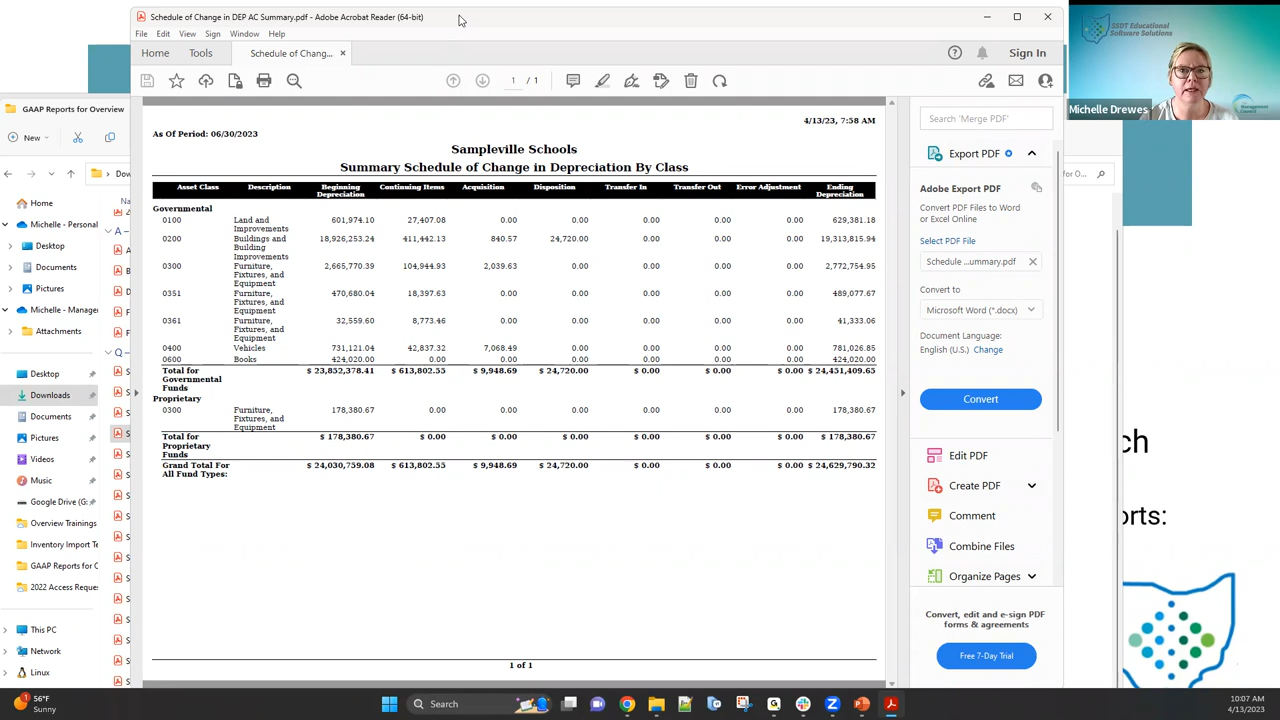 Schedule of Change in DEP AC Summary.pdf - Adobe Acrobat Reader (64-bit)
File Edit View Sign Window Help
Home Tools Schedule of Chang... × Sign In
1 / 1
SSDT Educational
Software Solutions
Management
Council
Michelle Drewes
GAAP Reports for Overview
New
Dow
Home
Michelle - Personal
Desktop
Documents
Pictures
Michelle - Manage
Attachments
Desktop
Downloads
Documents
Pictures
Videos
Music
Google Drive (G:
Overview Trainings
Inventory Import Te
GAAP Reports for C
2022 Access Reque
This PC
Network
Linux
A –
Q –
4/13/23, 7:58 AM
As Of Period: 06/30/2023
Sampleville Schools
Summary Schedule of Change in Depreciation By Class
Asset Class Description Beginning Depreciation Continuing Items Acquisition Disposition Transfer In Transfer Out Error Adjustment Ending Depreciation
Governmental
0100 Land and Improvements 601,974.10 27,407.08 0.00 0.00 0.00 0.00 0.00 629,381.18
0200 Buildings and Building Improvements 18,926,253.24 411,442.13 840.57 24,720.00 0.00 0.00 0.00 19,313,815.94
0300 Furniture, Fixtures, and Equipment 2,665,770.39 104,944.93 2,039.63 0.00 0.00 0.00 0.00 2,772,754.95
0351 Furniture, Fixtures, and Equipment 470,680.04 18,397.63 0.00 0.00 0.00 0.00 0.00 489,077.67
0361 Furniture, Fixtures, and Equipment 32,559.60 8,773.46 0.00 0.00 0.00 0.00 0.00 41,333.06
0400 Vehicles 731,121.04 42,837.32 7,068.49 0.00 0.00 0.00 0.00 781,026.85
0600 Books 424,020.00 0.00 0.00 0.00 0.00 0.00 0.00 424,020.00
Total for Governmental Funds $ 23,852,378.41 $ 613,802.55 $ 9,948.69 $ 24,720.00 $ 0.00 $ 0.00 $ 0.00 $ 24,451,409.65
Proprietary
0300 Furniture, Fixtures, and Equipment 178,380.67 0.00 0.00 0.00 0.00 0.00 0.00 178,380.67
Total for Proprietary Funds $ 178,380.67 $ 0.00 $ 0.00 $ 0.00 $ 0.00 $ 0.00 $ 0.00 $ 178,380.67
Grand Total For All Fund Types: $ 24,030,759.08 $ 613,802.55 $ 9,948.69 $ 24,720.00 $ 0.00 $ 0.00 $ 0.00 $ 24,629,790.32
1 of 1
Search 'Merge PDF'
Export PDF
Adobe Export PDF
Convert PDF Files to Word
or Excel Online
Select PDF File
Schedule ...ummary.pdf ×
Convert to
Microsoft Word (*.docx)
Document Language:
English (U.S.) Change
Convert
Edit PDF
Create PDF
Comment
Combine Files
Organize Pages
Convert, edit and e-sign PDF
forms & agreements
Free 7-Day Trial
for O...
ch
orts:
56°F
Sunny
Search
10:07 AM
4/13/2023